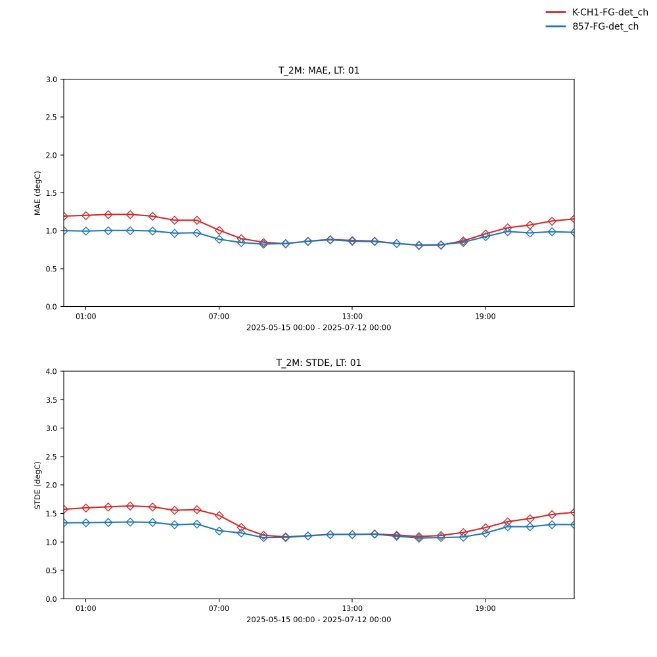 K-CH1-FG-det_ch
857-FG-det_ch
T_2M: MAE, LT: 01
3.0
2.5
2.0
1.5
1.0
0.5
0.0
MAE (degC)
01:00 07:00 13:00 19:00
2025-05-15 00:00 - 2025-07-12 00:00
T_2M: STDE, LT: 01
4.0
3.5
3.0
2.5
2.0
1.5
1.0
0.5
0.0
STDE (degC)
01:00 07:00 13:00 19:00
2025-05-15 00:00 - 2025-07-12 00:00